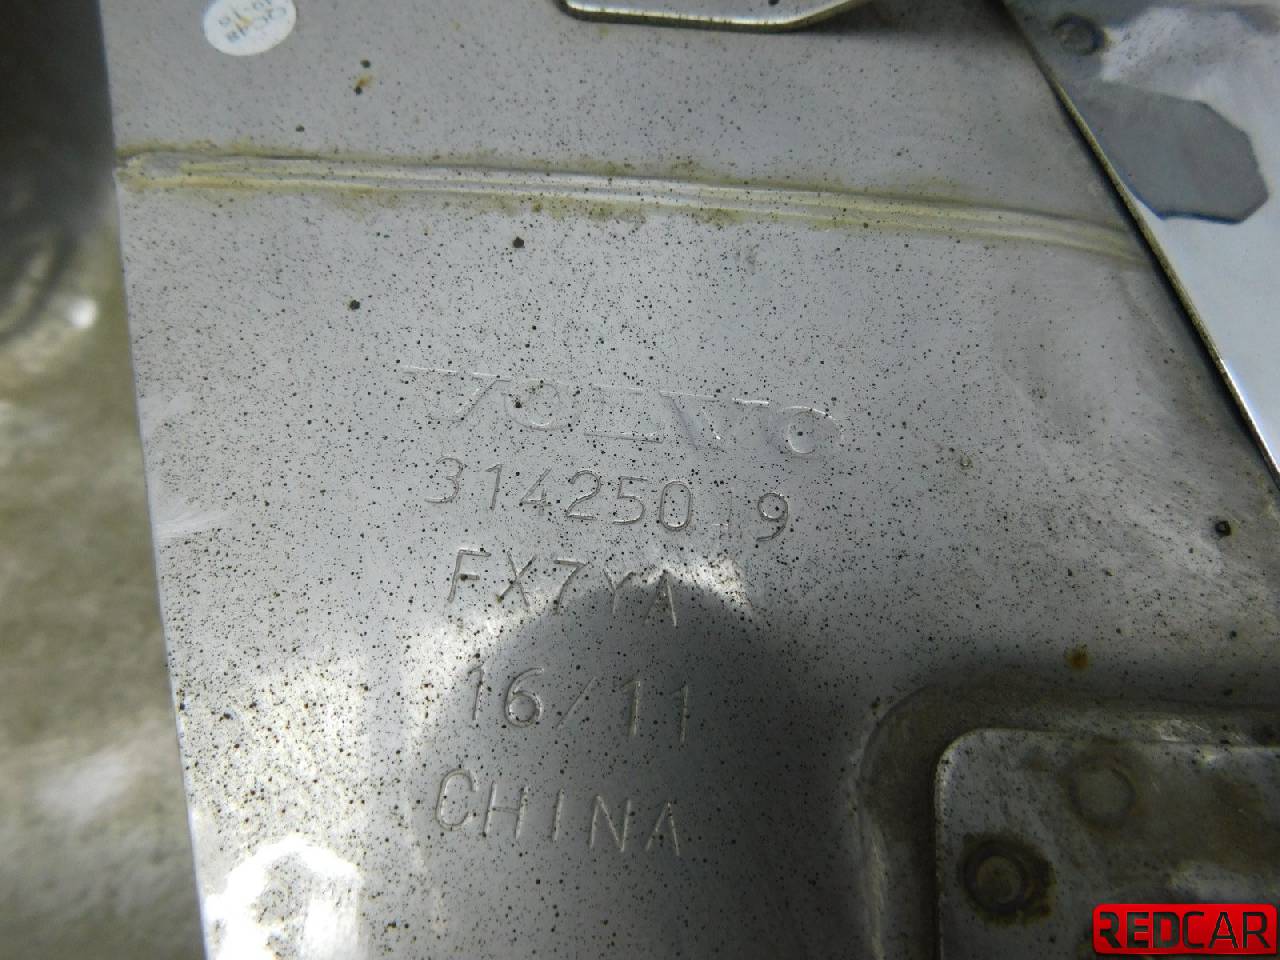 VOLVO
314250 9
FX7YA
16/11
CHINA
REDCAR